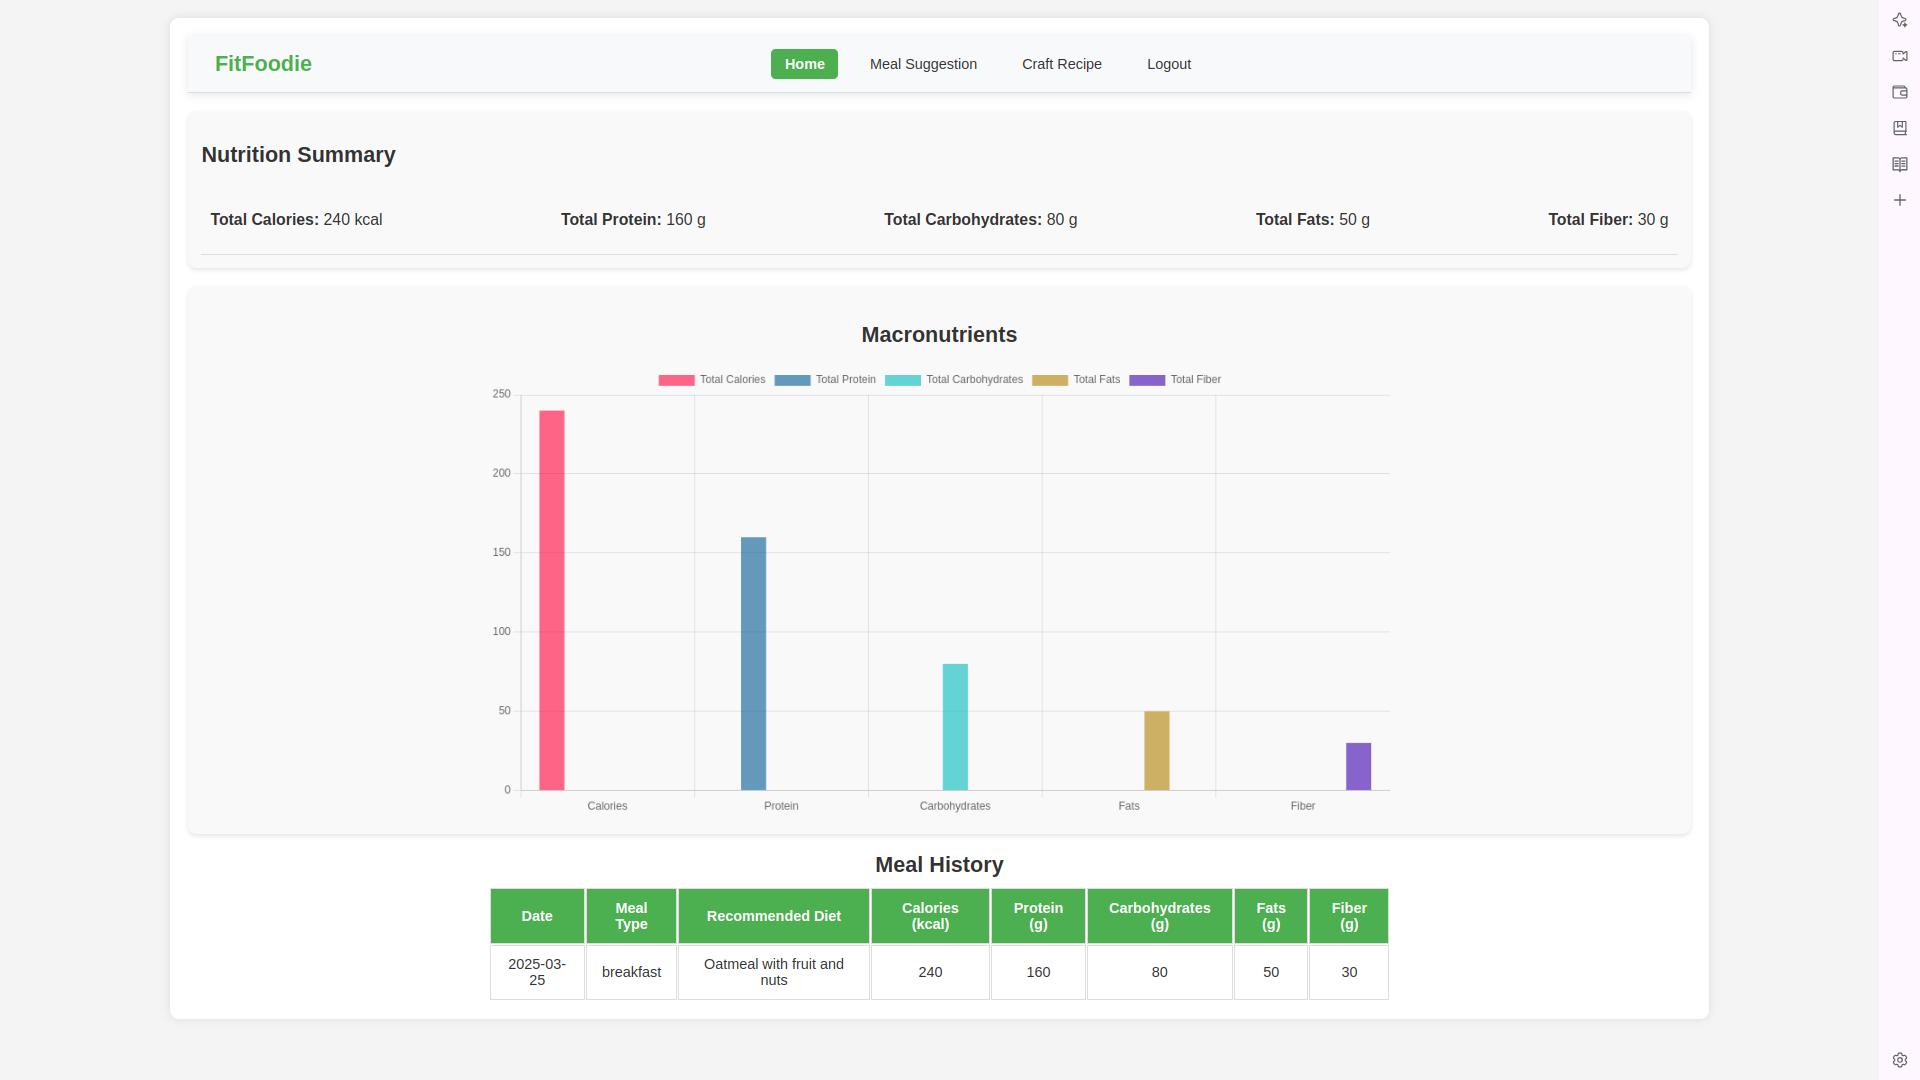 FitFoodie
Home Meal Suggestion Craft Recipe Logout
Nutrition Summary
Total Calories: 240 kcal Total Protein: 160 g Total Carbohydrates: 80 g Total Fats: 50 g Total Fiber: 30 g
Macronutrients
Total Calories Total Protein Total Carbohydrates Total Fats Total Fiber
250
200
150
100
50
0
Calories Protein Carbohydrates Fats Fiber
Meal History
Date Meal Type Recommended Diet Calories (kcal) Protein (g) Carbohydrates (g) Fats (g) Fiber (g)
2025-03-25 breakfast Oatmeal with fruit and nuts 240 160 80 50 30